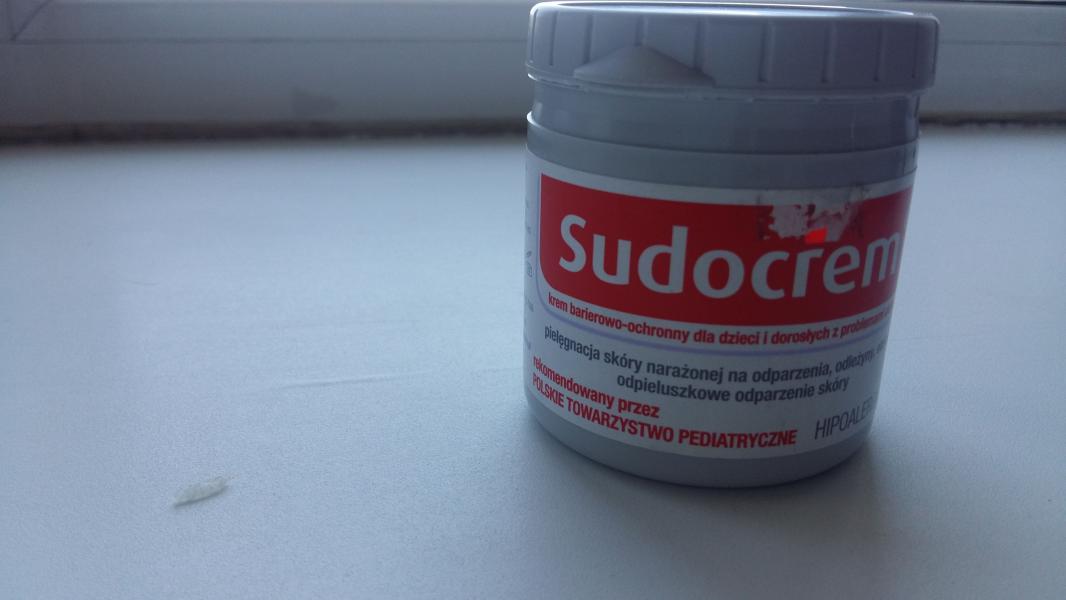 Sudocrem
krem barierowo-ochronny dla dzieci i dorosłych z problemami
pielęgnacja skóry narażonej na odparzenia, odleżyny,
odpieluszkowe odparzenie skóry
rekomendowany przez
POLSKIE TOWARZYSTWO PEDIATRYCZNE